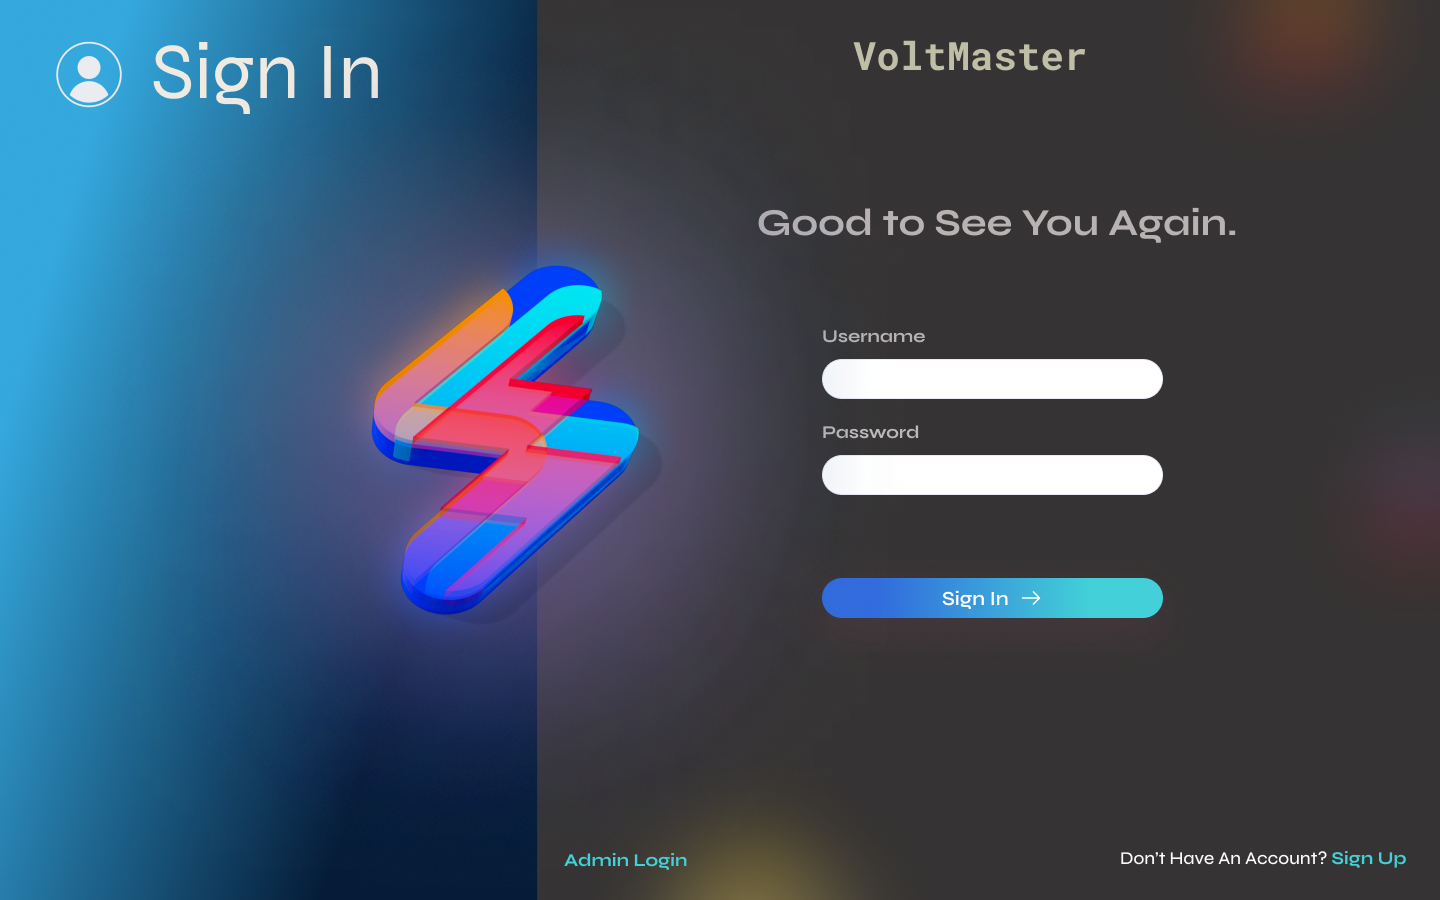 Sign In
VoltMaster
Good to See You Again.
Username
Password
Sign In
Admin Login
Don't Have An Account? Sign Up